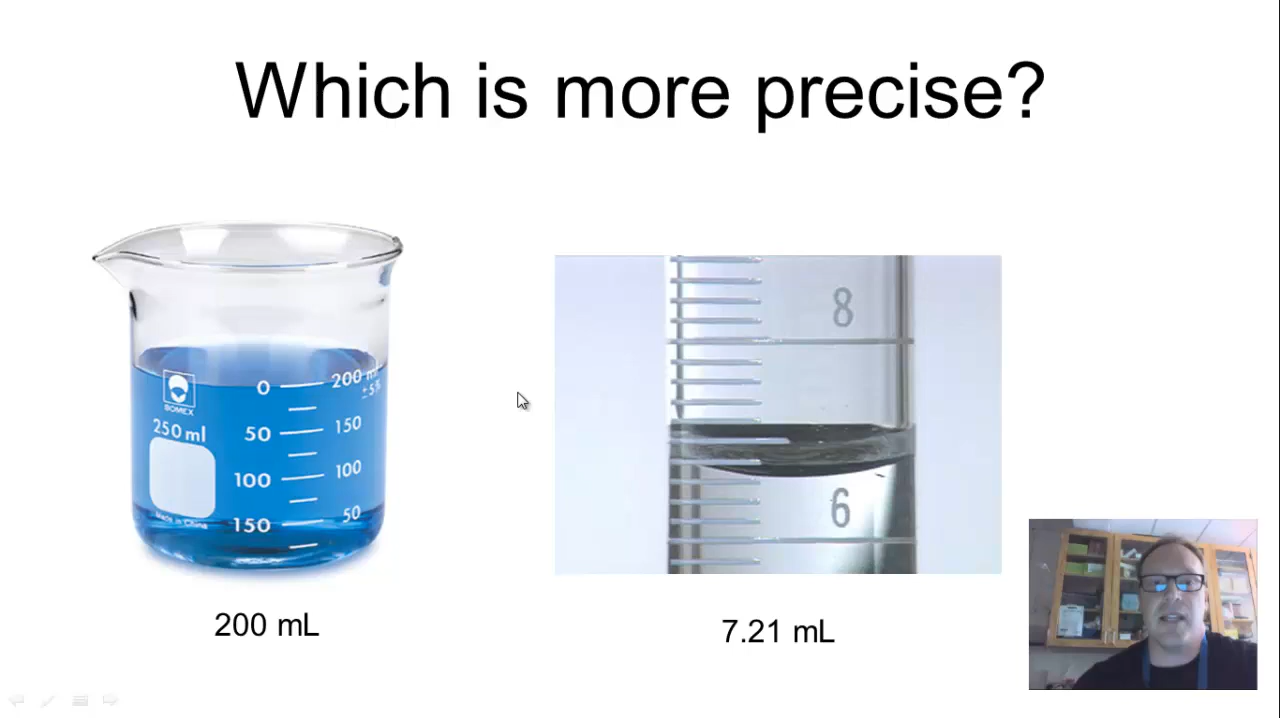 Which is more precise?
BOMEX
250 ml
0 200 ml
± 5%
50 150
100 100
150 50
Made in China
8
6
200 mL
7.21 mL